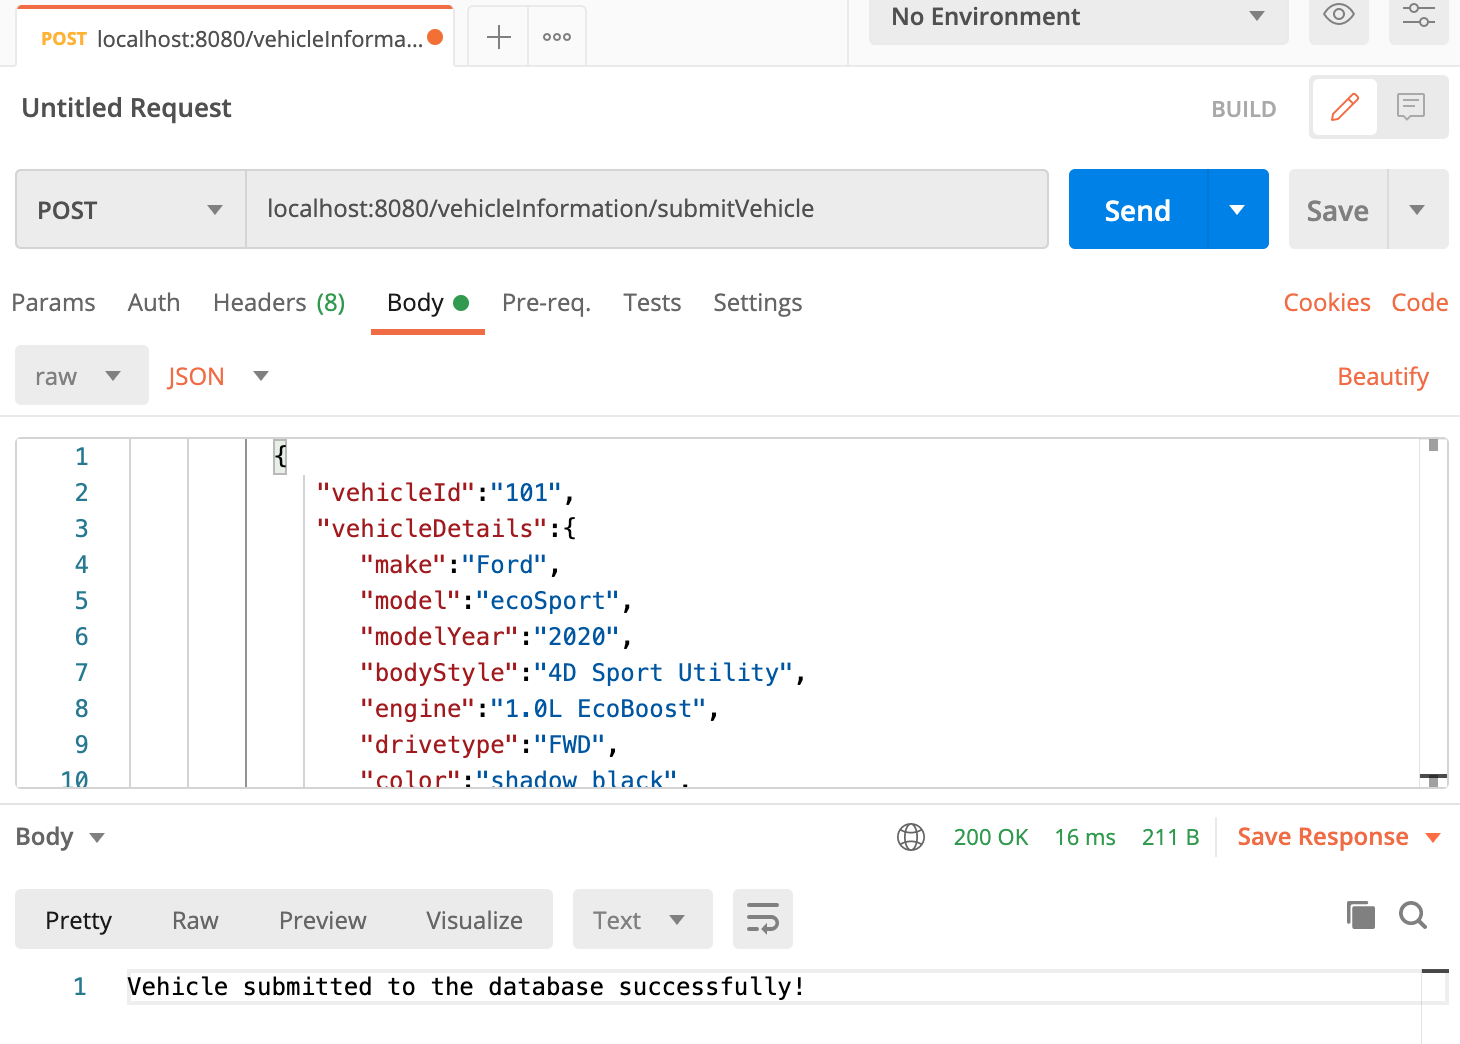 POST localhost:8080/vehicleInforma...
No Environment
Untitled Request
BUILD
POST
localhost:8080/vehicleInformation/submitVehicle
Send
Save
Params Auth Headers (8) Body Pre-req. Tests Settings Cookies Code
raw JSON Beautify
1 {
2 "vehicleId":"101",
3 "vehicleDetails":{
4 "make":"Ford",
5 "model":"ecoSport",
6 "modelYear":"2020",
7 "bodyStyle":"4D Sport Utility",
8 "engine":"1.0L EcoBoost",
9 "drivetype":"FWD",
10 "color":"shadow black",
Body 200 OK 16 ms 211 B Save Response
Pretty Raw Preview Visualize Text
1 Vehicle submitted to the database successfully!